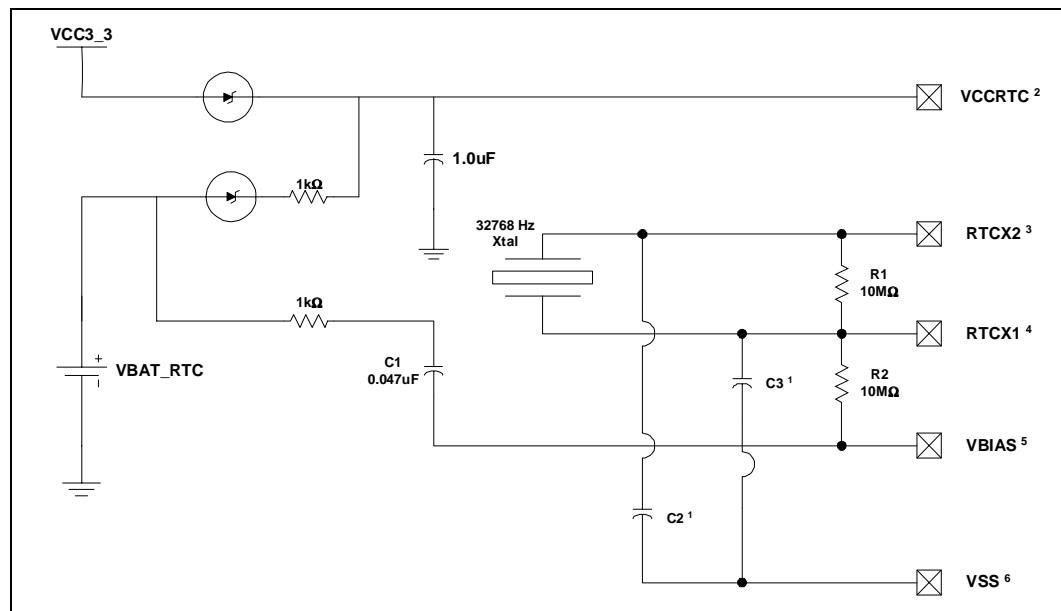 VCC3_3
VCCRTC 2
1.0uF
1kΩ
32768 Hz
Xtal
RTCX2 3
R1
10MΩ
1kΩ
RTCX1 4
VBAT_RTC
+
C1
0.047uF
C3 1
R2
10MΩ
VBIAS 5
C2 1
VSS 6